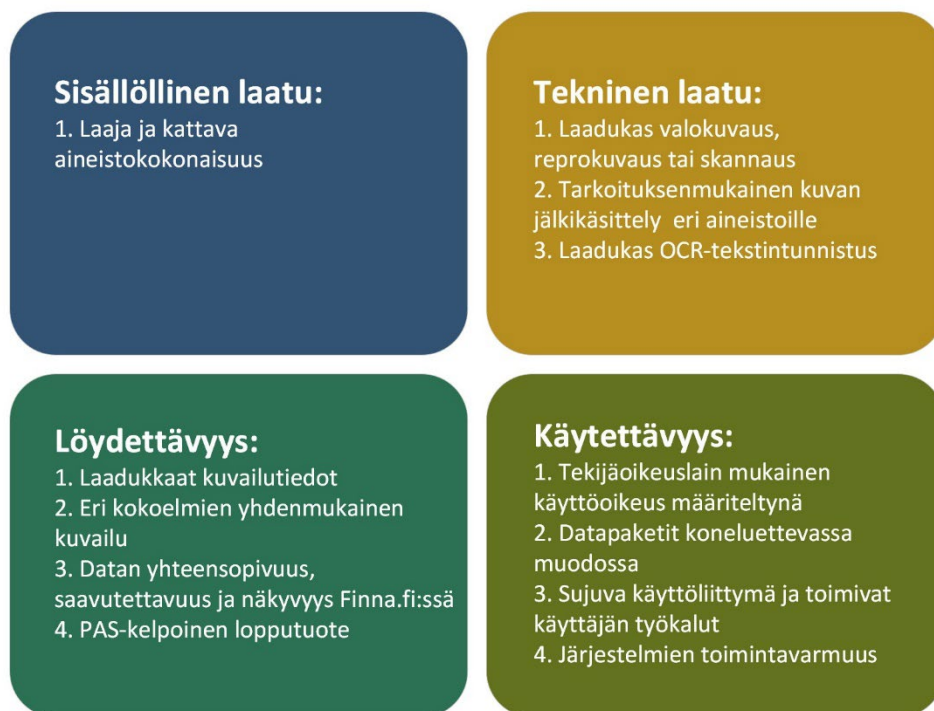 Sisällöllinen laatu:
1. Laaja ja kattava
aineistokokonaisuus
Tekninen laatu:
1. Laadukas valokuvaus,
reprokuvaus tai skannaus
2. Tarkoituksenmukainen kuvan
jälkikäsittely eri aineistoille
3. Laadukas OCR-tekstintunnistus
Löydettävyys:
1. Laadukkaat kuvailutiedot
2. Eri kokoelmien yhdenmukainen
kuvailu
3. Datan yhteensopivuus,
saavutettavuus ja näkyvyys Finna.fi:ssä
4. PAS-kelpoinen lopputuote
Käytettävyys:
1. Tekijäoikeuslain mukainen
käyttöoikeus määriteltynä
2. Datapaketit koneluettevassa
muodossa
3. Sujuva käyttöliittymä ja toimivat
käyttäjän työkalut
4. Järjestelmien toimintavarmuus